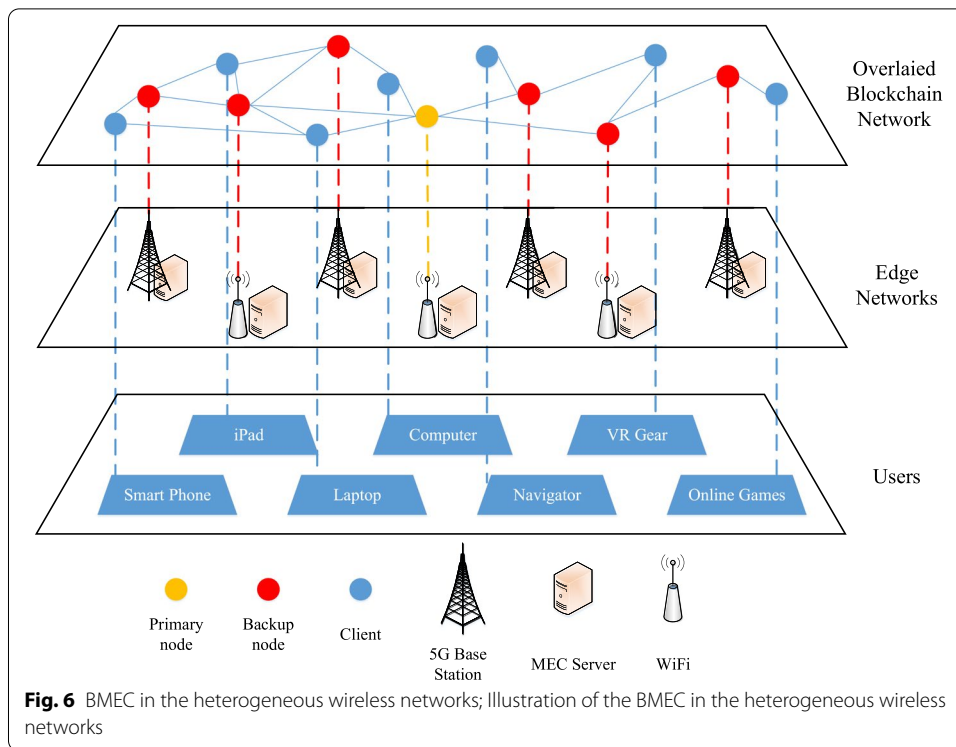 Overlaied
Blockchain
Network
Edge
Networks
iPad
Computer
VR Gear
Smart Phone
Laptop
Navigator
Online Games
Users
Primary
node
Backup
node
Client
5G Base
Station
MEC Server
WiFi
Fig. 6 BMEC in the heterogeneous wireless networks; Illustration of the BMEC in the heterogeneous wireless
networks